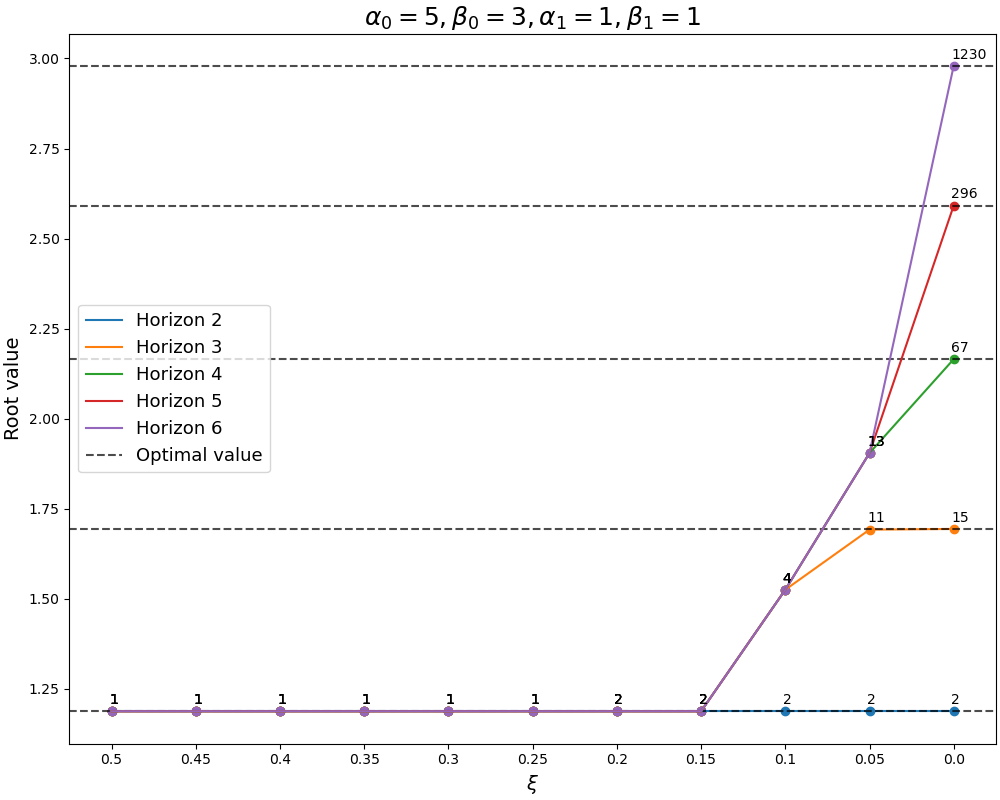 α₀ = 5, β₀ = 3, α₁ = 1, β₁ = 1
Root value
3.00
2.75
2.50
2.25
2.00
1.75
1.50
1.25
1230
296
67
13
11
15
4
1 1 1 1 1 1 2 2 2 2 2
Horizon 2
Horizon 3
Horizon 4
Horizon 5
Horizon 6
Optimal value
0.5 0.45 0.4 0.35 0.3 0.25 0.2 0.15 0.1 0.05 0.0
ξ